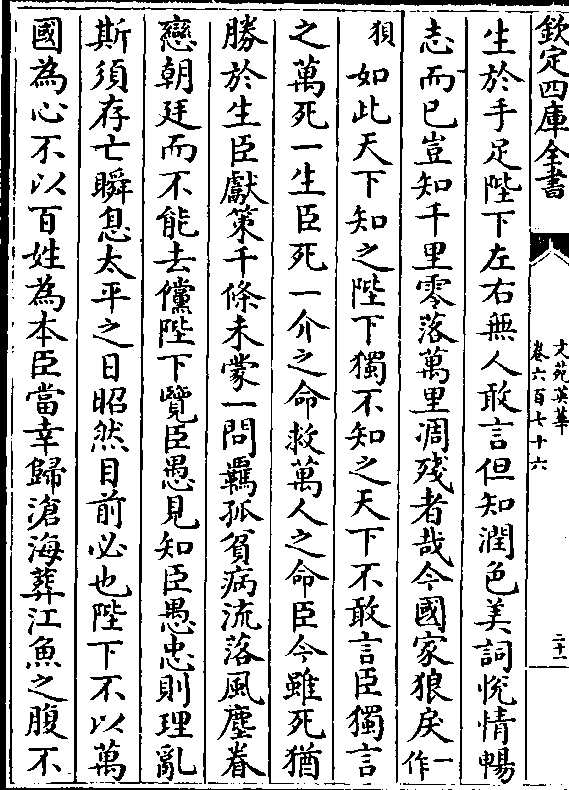 欽定四庫全書
文苑英華
卷六百七十六
二十一
生於手足陛下左右無人敢言但知潤色美詞悅情暢
志而已豈知千里零落萬里凋殘者哉今國家狼戾一作
狽如此天下知之陛下獨不知之天下不敢言臣獨言
之萬死一生臣死一介之命救萬人之命臣今雖死猶
勝於生臣獻策千條未蒙一問羈孤貧病流落風塵眷
戀朝廷而不能去儻陛下覽臣愚見知臣愚忠則理亂
斯須存亡瞬息太平之日昭然目前必也陛下不以萬
國為心不以百姓為本臣當幸歸滄海葬江魚之腹不